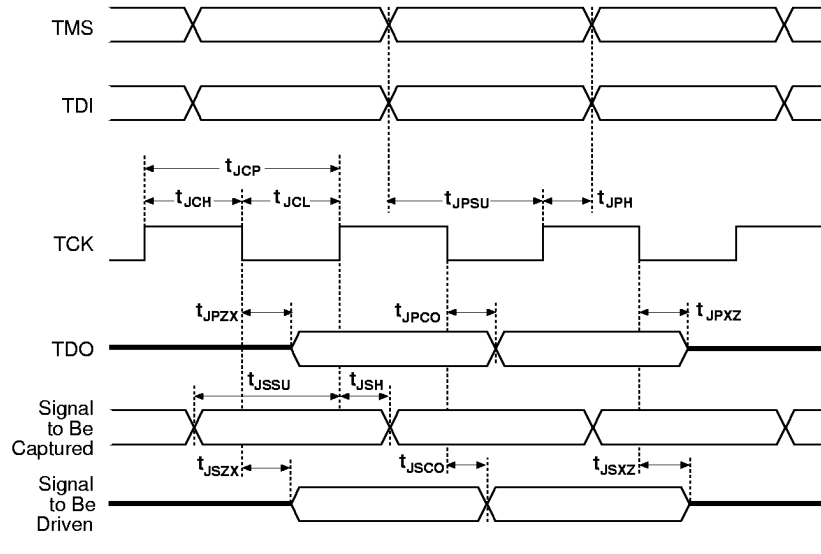 TMS
TDI
tJCP
tJCH
tJCL
tJPSU
tJPH
TCK
tJPZX
tJPCO
tJPXZ
TDO
tJSSU
tJSH
Signal
to Be
Captured
tJSZX
tJSCO
tJSXZ
Signal
to Be
Driven